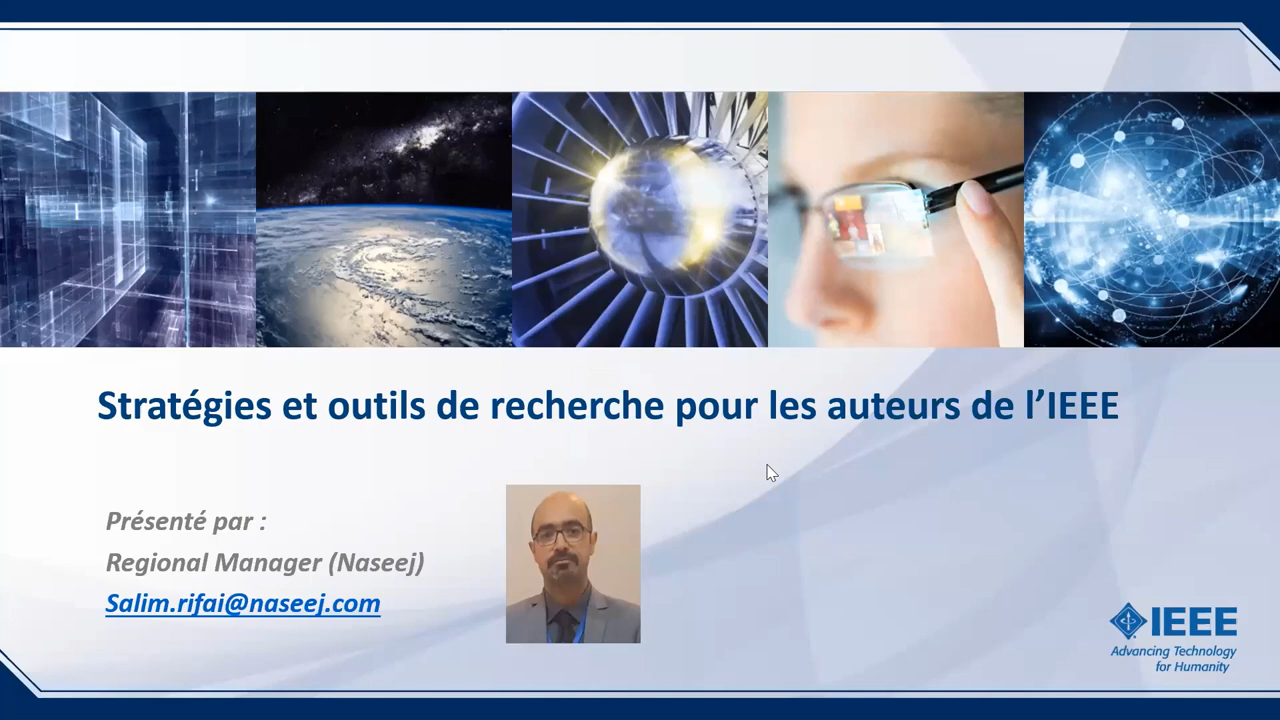 Stratégies et outils de recherche pour les auteurs de l’IEEE
Présenté par :
Regional Manager (Naseej)
Salim.rifai@naseej.com
IEEE
Advancing Technology
for Humanity